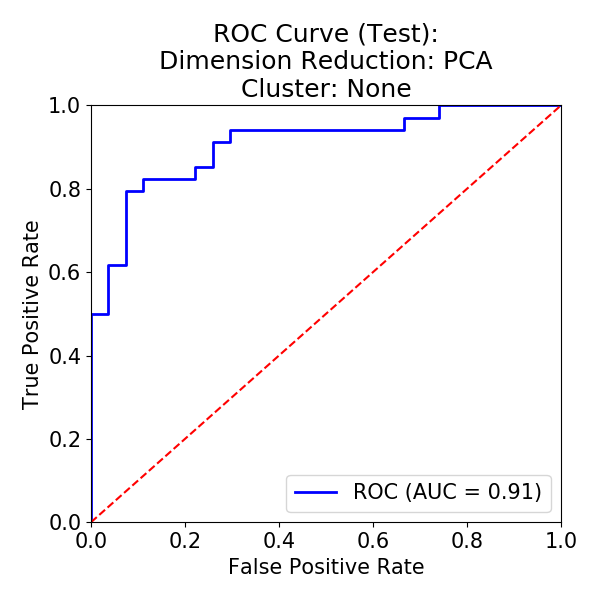 ROC Curve (Test):
Dimension Reduction: PCA
Cluster: None
1.0
0.8
0.6
0.4
0.2
0.0
True Positive Rate
ROC (AUC = 0.91)
0.0 0.2 0.4 0.6 0.8 1.0
False Positive Rate